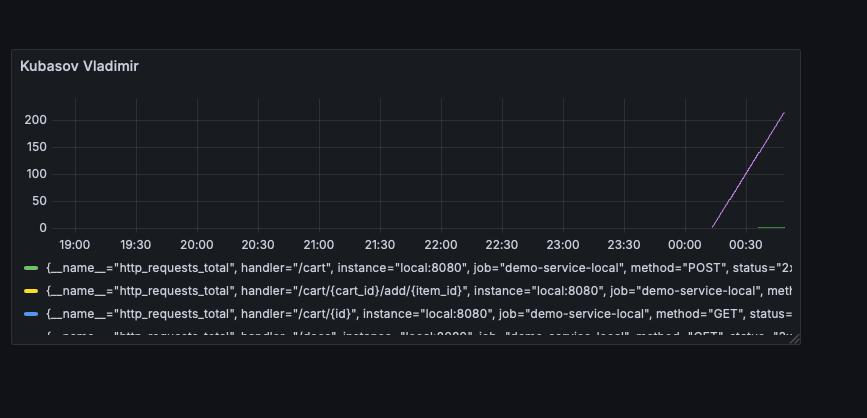 Kubasov Vladimir
200
150
100
50
0
19:00 19:30 20:00 20:30 21:00 21:30 22:00 22:30 23:00 23:30 00:00 00:30
{__name__="http_requests_total", handler="/cart", instance="local:8080", job="demo-service-local", method="POST", status="2x
{__name__="http_requests_total", handler="/cart/{cart_id}/add/{item_id}", instance="local:8080", job="demo-service-local", meth
{__name__="http_requests_total", handler="/cart/{id}", instance="local:8080", job="demo-service-local", method="GET", status=